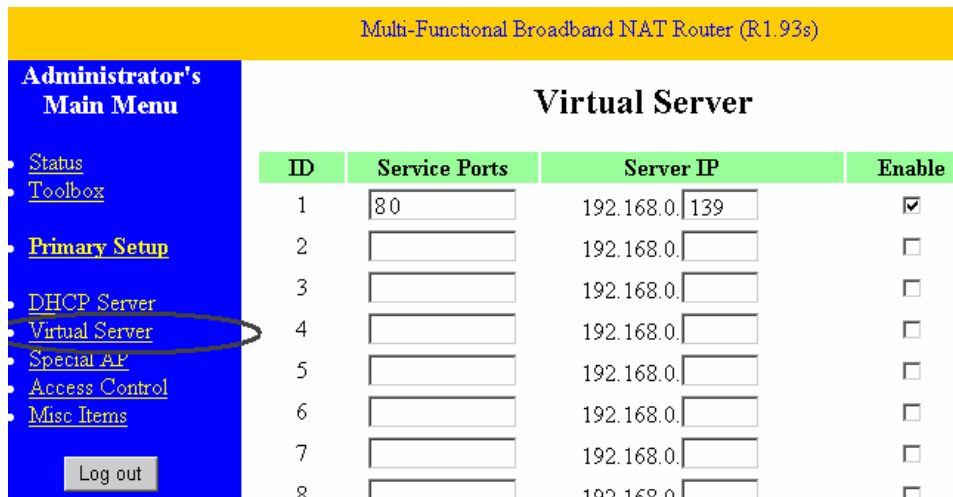 Multi-Functional Broadband NAT Router (R1.93s)
Administrator's
Main Menu
Status
Toolbox
Primary Setup
DHCP Server
Virtual Server
Special AP
Access Control
Misc Items
Log out
Virtual Server
ID Service Ports Server IP Enable
1 80 192.168.0. 139
2 192.168.0.
3 192.168.0.
4 192.168.0.
5 192.168.0.
6 192.168.0.
7 192.168.0.
8 192.168.0.